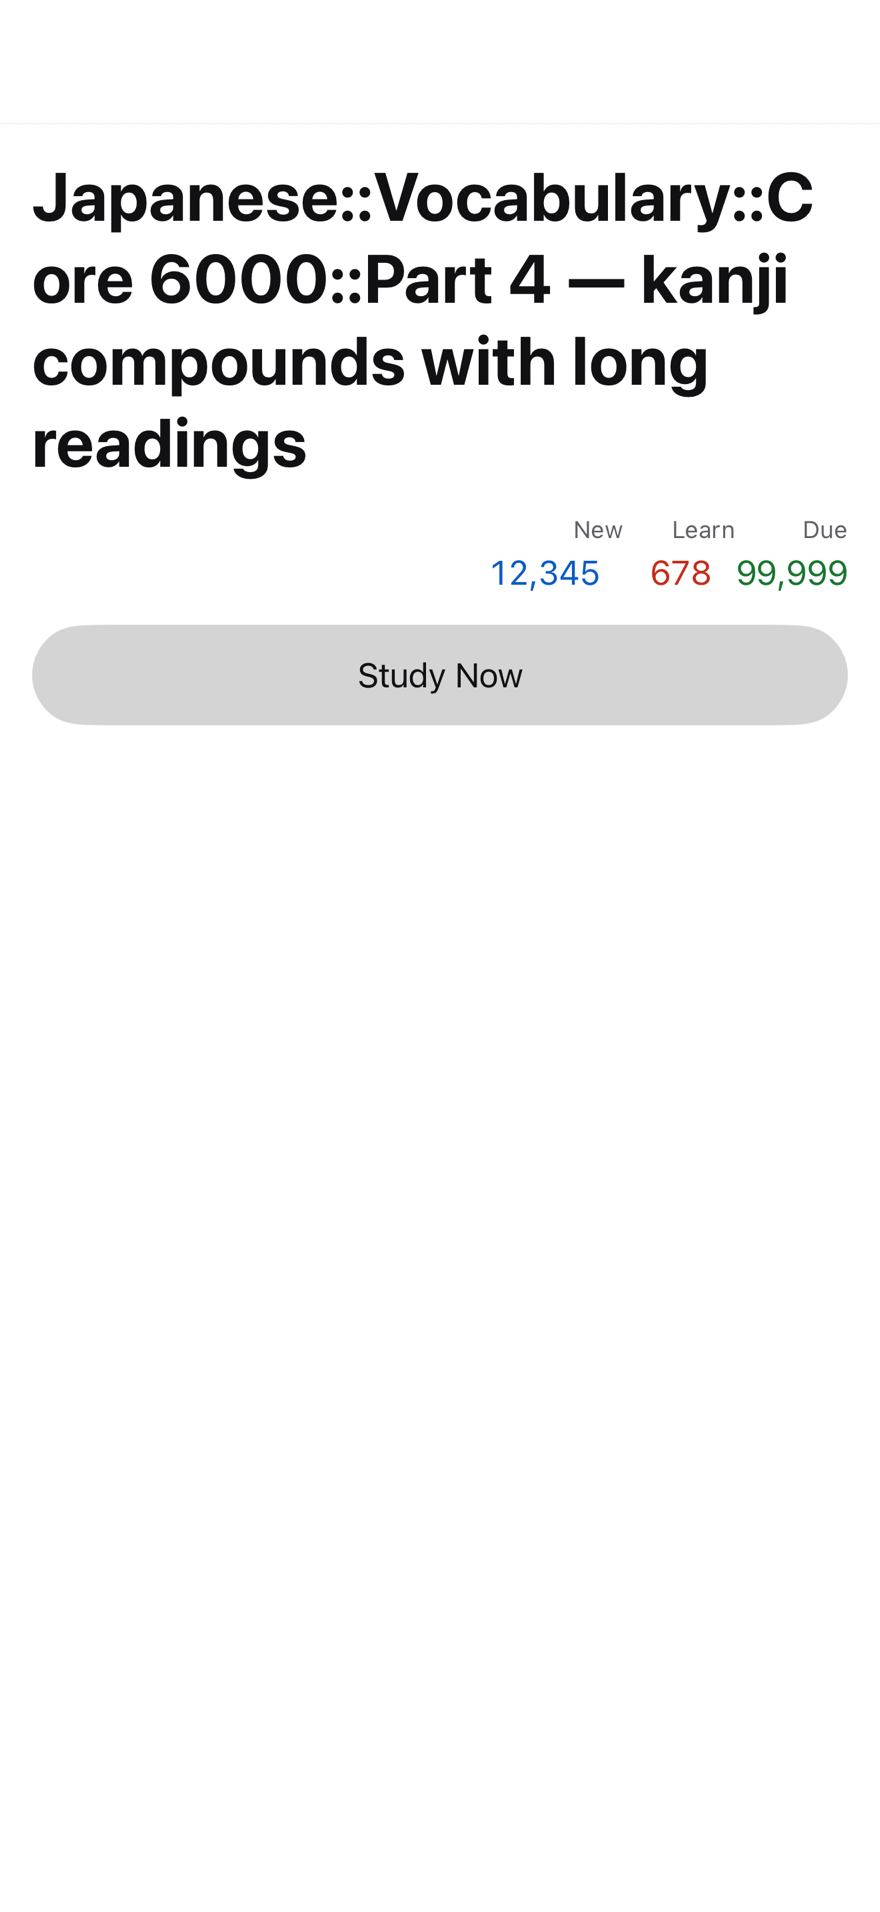 Japanese::Vocabulary::C
ore 6000::Part 4 — kanji
compounds with long
readings
New Learn Due
12,345 678 99,999
Study Now